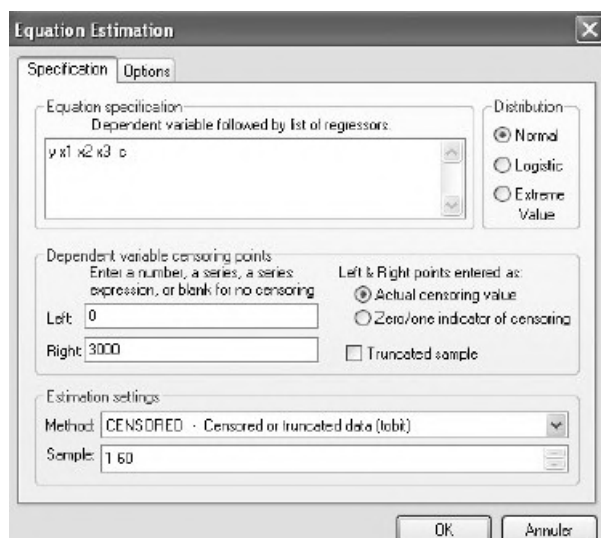 Equation Estimation
Specification Options
Equation specification
Dependent variable followed by list of regressors:
y x1 x2 x3 c
Distribution
Normal
Logistic
Extreme
Value
Dependent variable censoring points
Enter a number, a series, a series
expression, or blank for no censoring
Left: 0
Right: 3000
Left & Right points entered as:
Actual censoring value
Zero/one indicator of censoring
Truncated sample
Estimation settings
Method: CENSORED - Censored or truncated data (tobit)
Sample: 1 60
OK Annuler